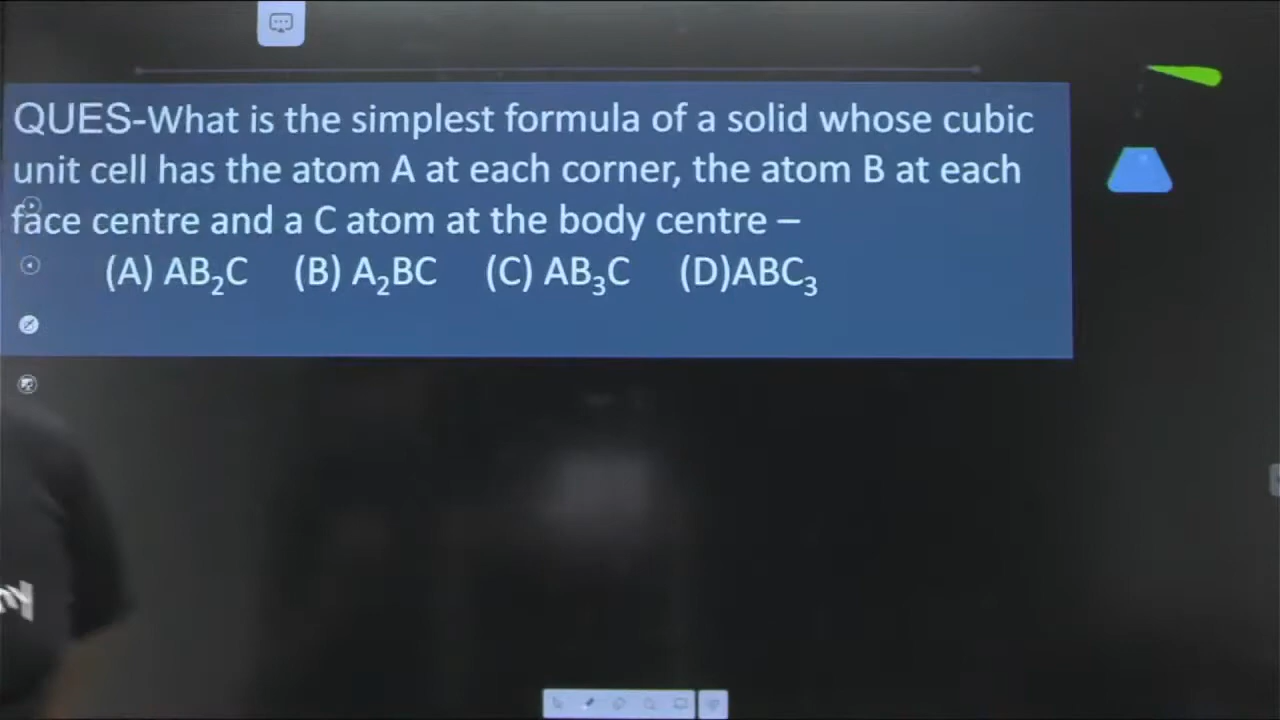 QUES-What is the simplest formula of a solid whose cubic
unit cell has the atom A at each corner, the atom B at each
face centre and a C atom at the body centre –
(A) AB₂C (B) A₂BC (C) AB₃C (D)ABC₃